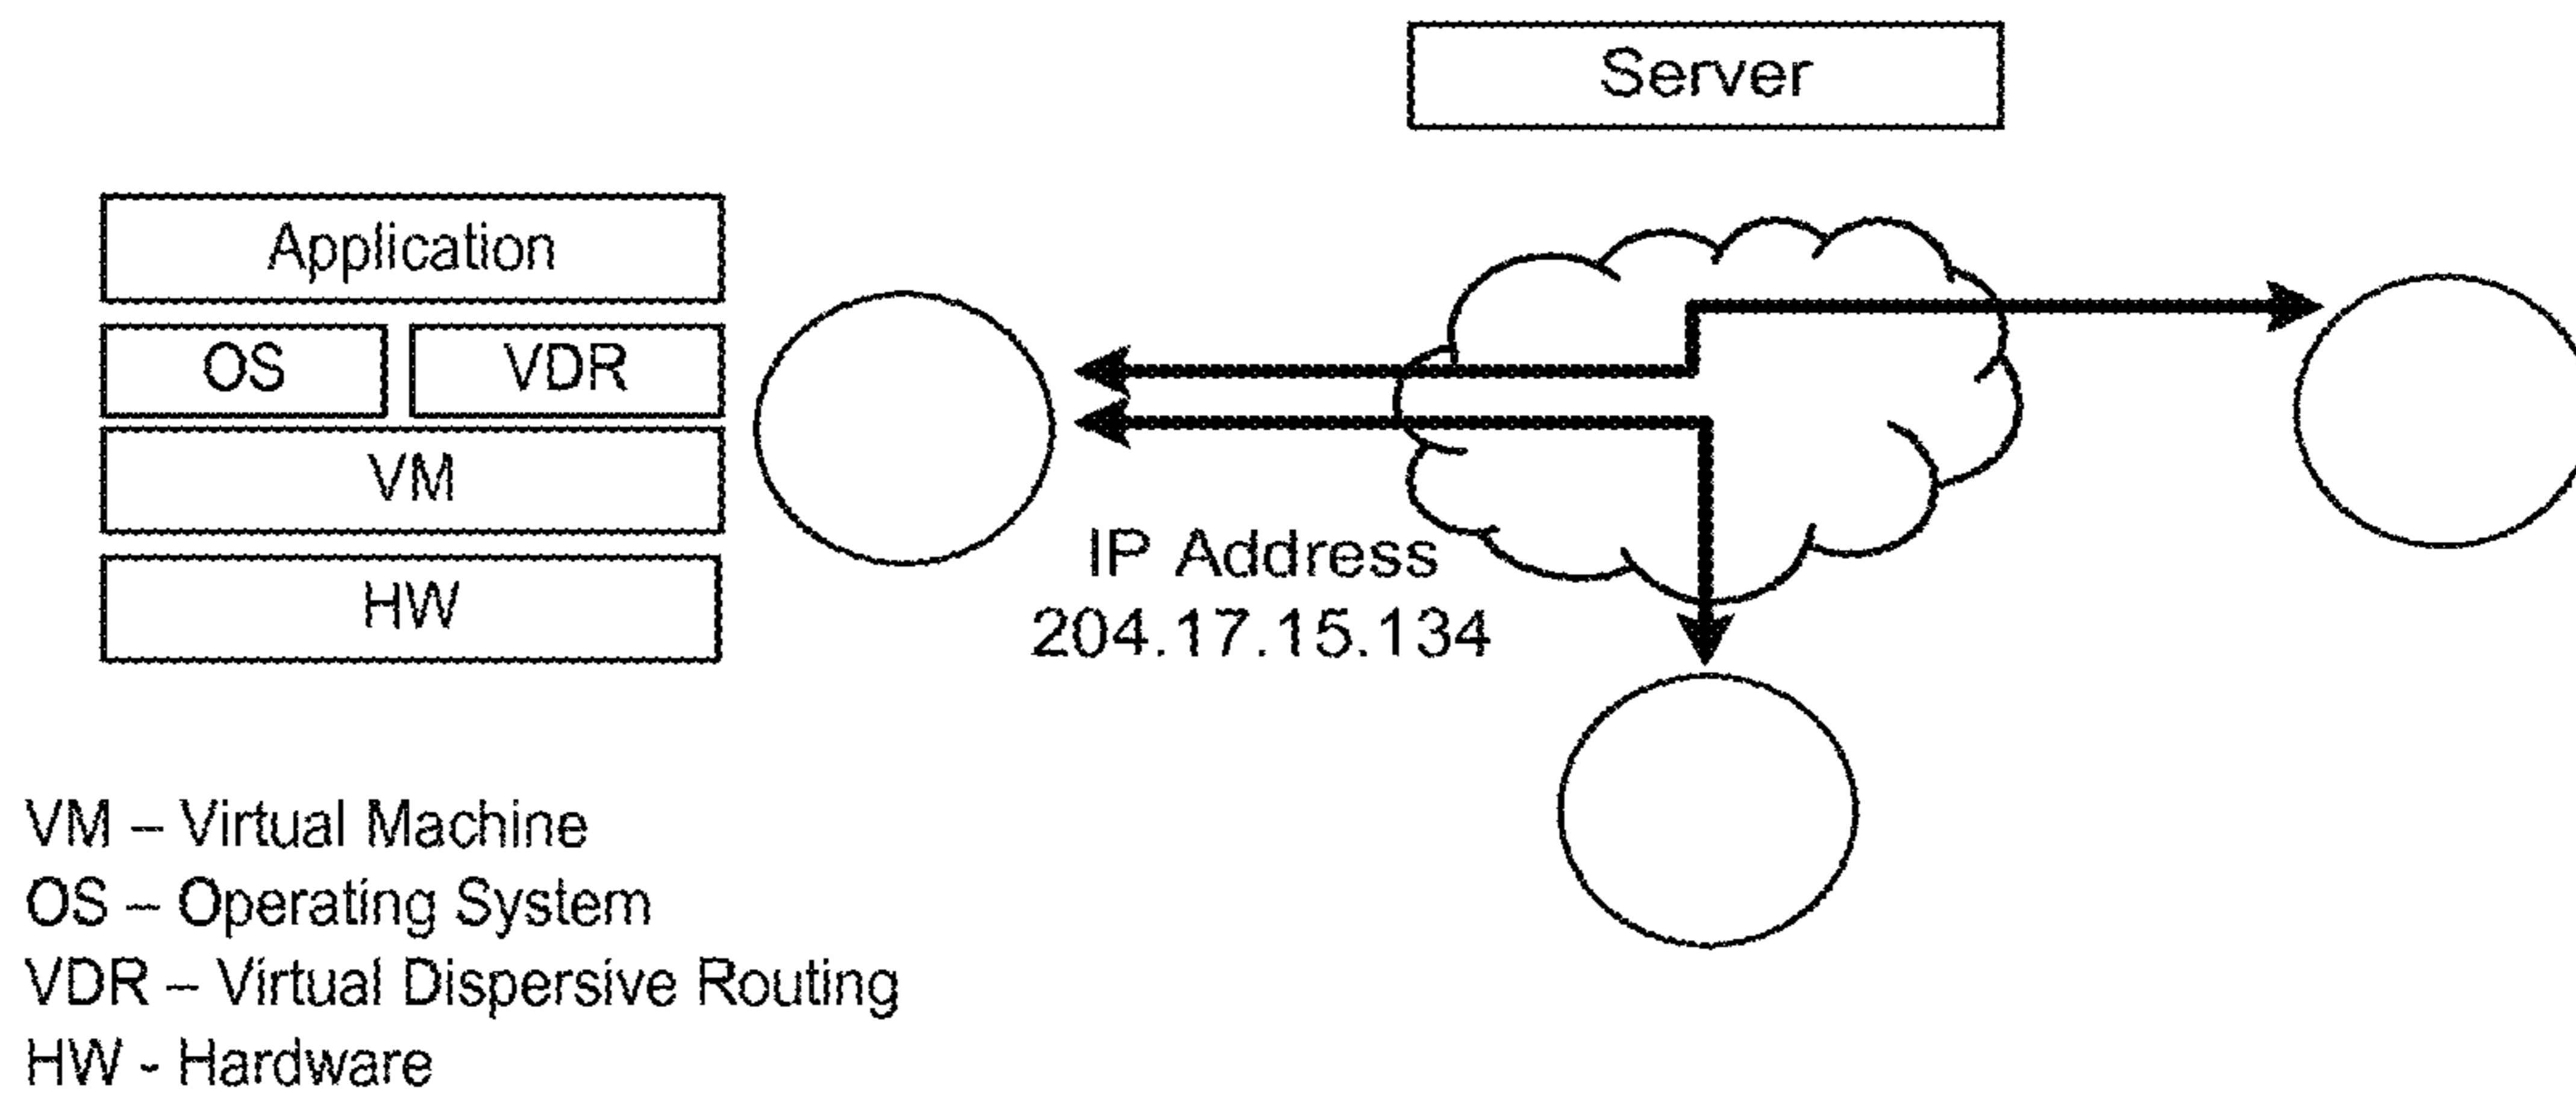 Server
Application
OS
VDR
VM
HW
IP Address
204.17.15.134
VM – Virtual Machine
OS – Operating System
VDR – Virtual Dispersive Routing
HW - Hardware